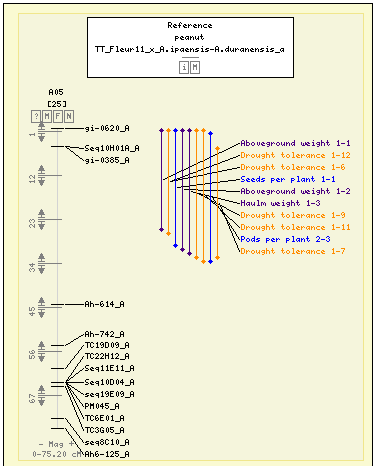 Reference
peanut
TT_Fleur11_x_A.ipaensis-A.duranensis_a
i M
A05
[25]
? M F N
1
12
23
34
45
56
67
gi-0620_A
Seq10H01A_A
gi-0385_A
Ah-614_A
Ah-742_A
TC19D09_A
TC22H12_A
Seq11E11_A
Seq10D04_A
seq19E09_A
PM045_A
TC6E01_A
TC3G05_A
seq8C10_A
Ah6-125_A
Aboveground weight 1-1
Drought tolerance 1-12
Drought tolerance 1-6
Seeds per plant 1-1
Aboveground weight 1-2
Haulm weight 1-3
Drought tolerance 1-9
Drought tolerance 1-11
Pods per plant 2-3
Drought tolerance 1-7
- Mag +
0-75.20 cM